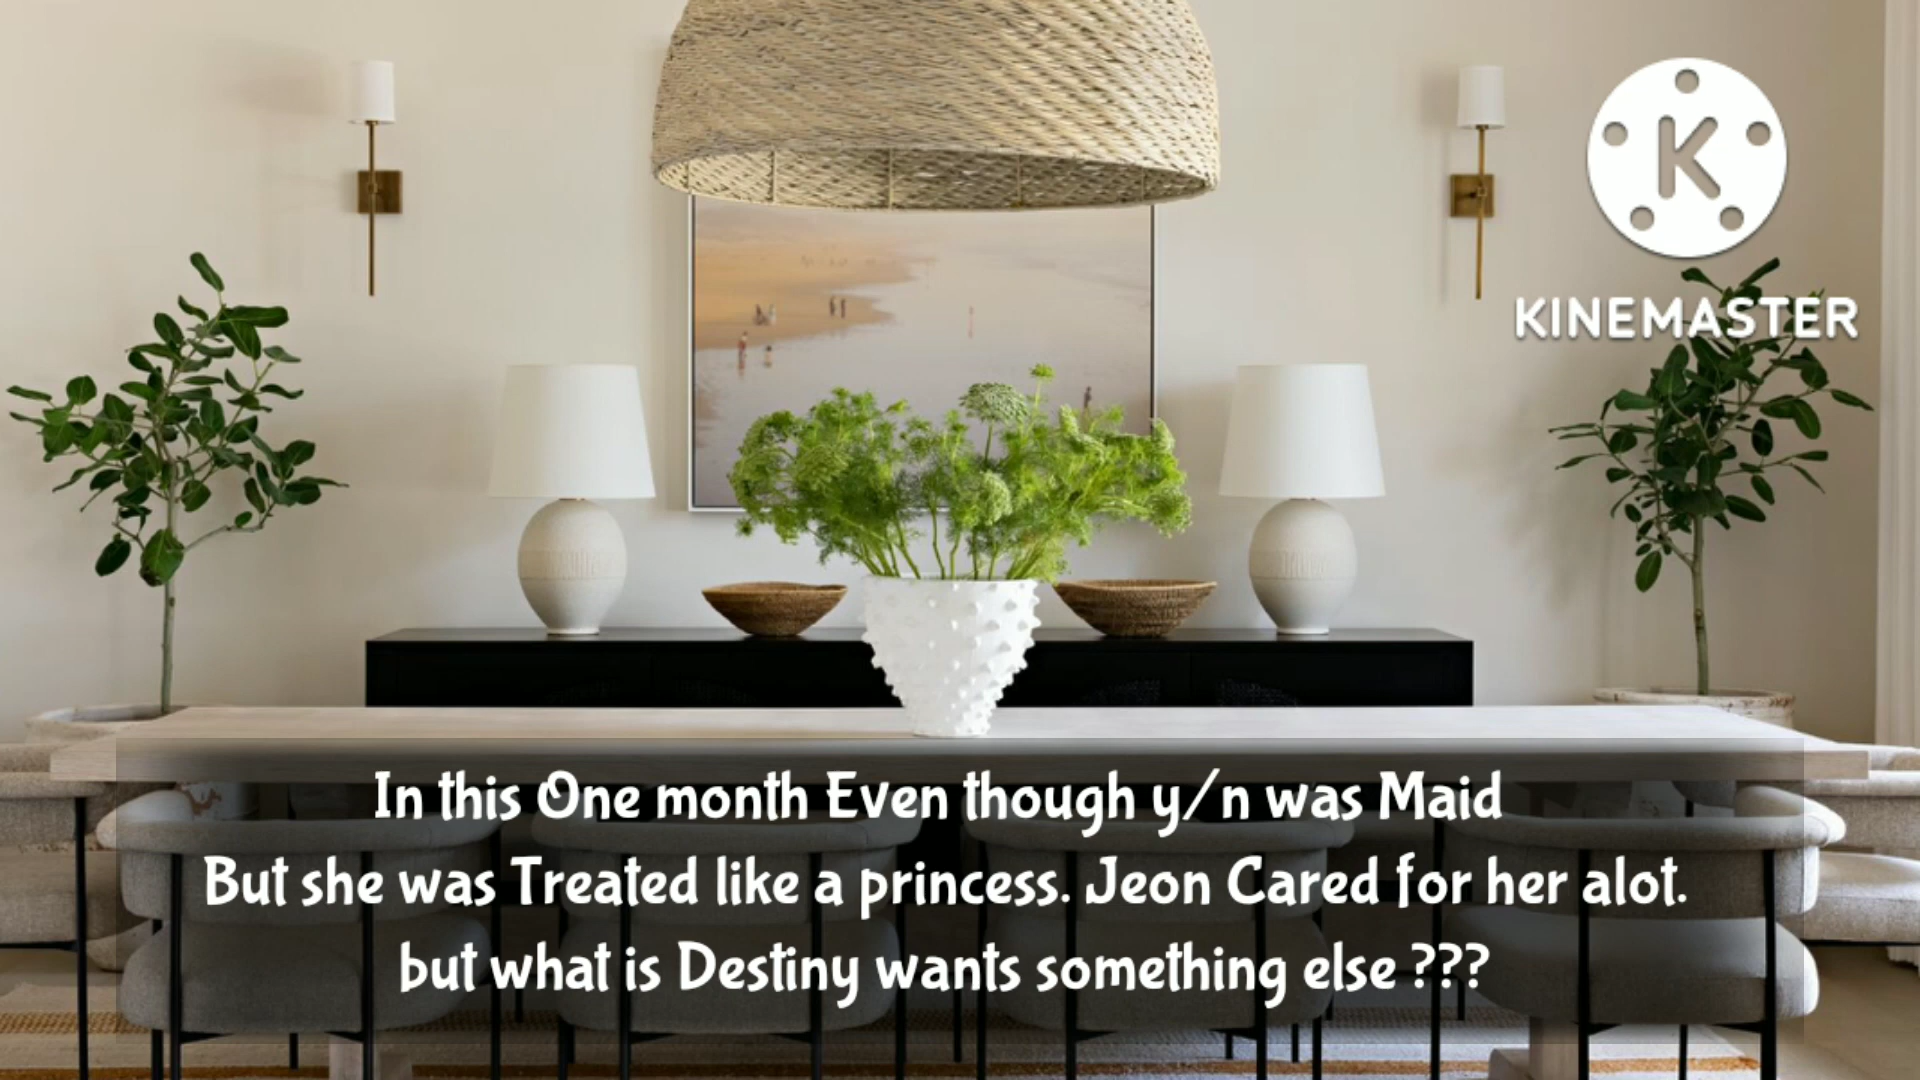 K
KINEMASTER
In this One month Even though y/n was Maid
But she was Treated like a princess. Jeon Cared for her alot.
but what is Destiny wants something else ???